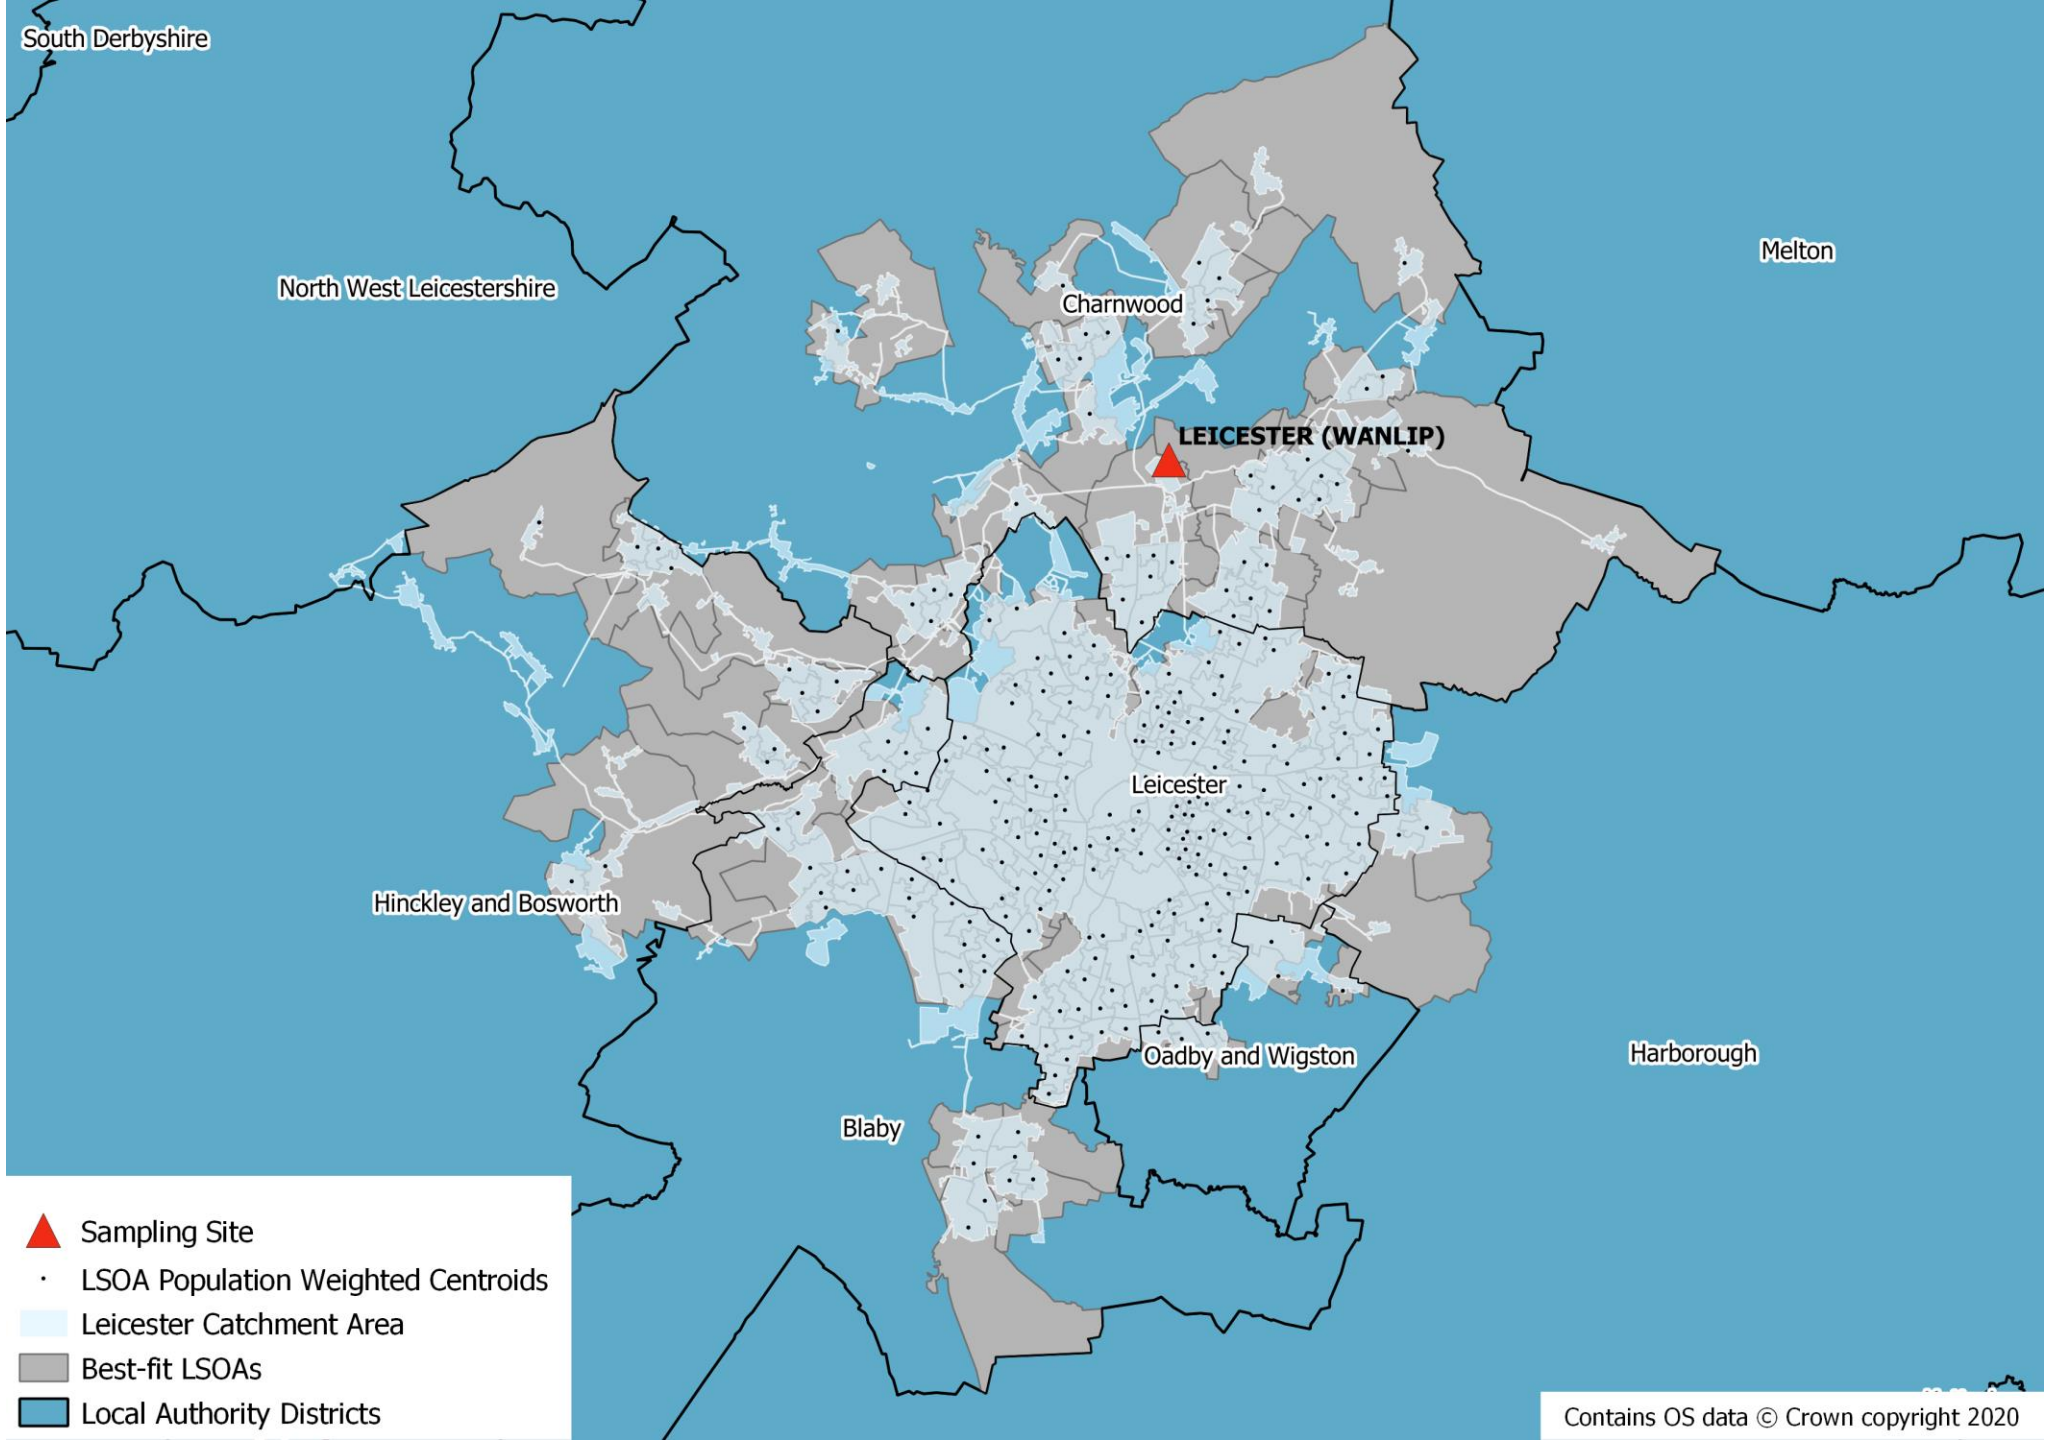 South Derbyshire
Melton
North West Leicestershire
Charnwood
LEICESTER (WANLIP)
Leicester
Hinckley and Bosworth
Oadby and Wigston
Harborough
Blaby
Sampling Site
LSOA Population Weighted Centroids
Leicester Catchment Area
Best-fit LSOAs
Local Authority Districts
Contains OS data © Crown copyright 2020